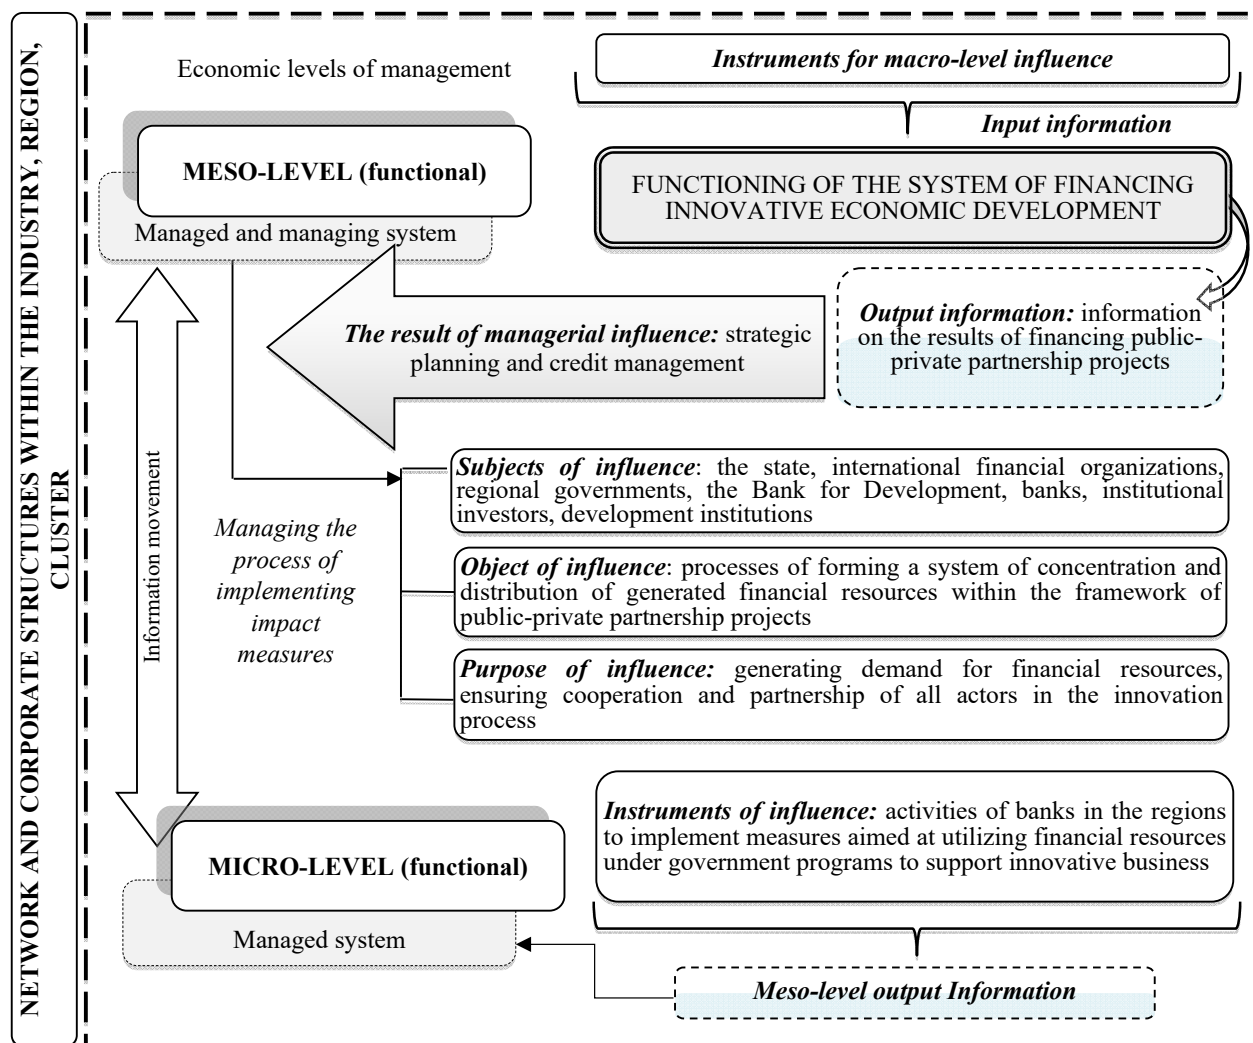 NETWORK AND CORPORATE STRUCTURES WITHIN THE INDUSTRY, REGION,
CLUSTER
Economic levels of management
Instruments for macro-level influence
Input information
MESO-LEVEL (functional)
Managed and managing system
FUNCTIONING OF THE SYSTEM OF FINANCING
INNOVATIVE ECONOMIC DEVELOPMENT
Output information: information
on the results of financing public-
private partnership projects
The result of managerial influence: strategic
planning and credit management
Information movement
Managing the
process of
implementing
impact
measures
Subjects of influence: the state, international financial organizations,
regional governments, the Bank for Development, banks, institutional
investors, development institutions
Object of influence: processes of forming a system of concentration and
distribution of generated financial resources within the framework of
public-private partnership projects
Purpose of influence: generating demand for financial resources,
ensuring cooperation and partnership of all actors in the innovation
process
MICRO-LEVEL (functional)
Managed system
Instruments of influence: activities of banks in the regions
to implement measures aimed at utilizing financial resources
under government programs to support innovative business
Meso-level output Information